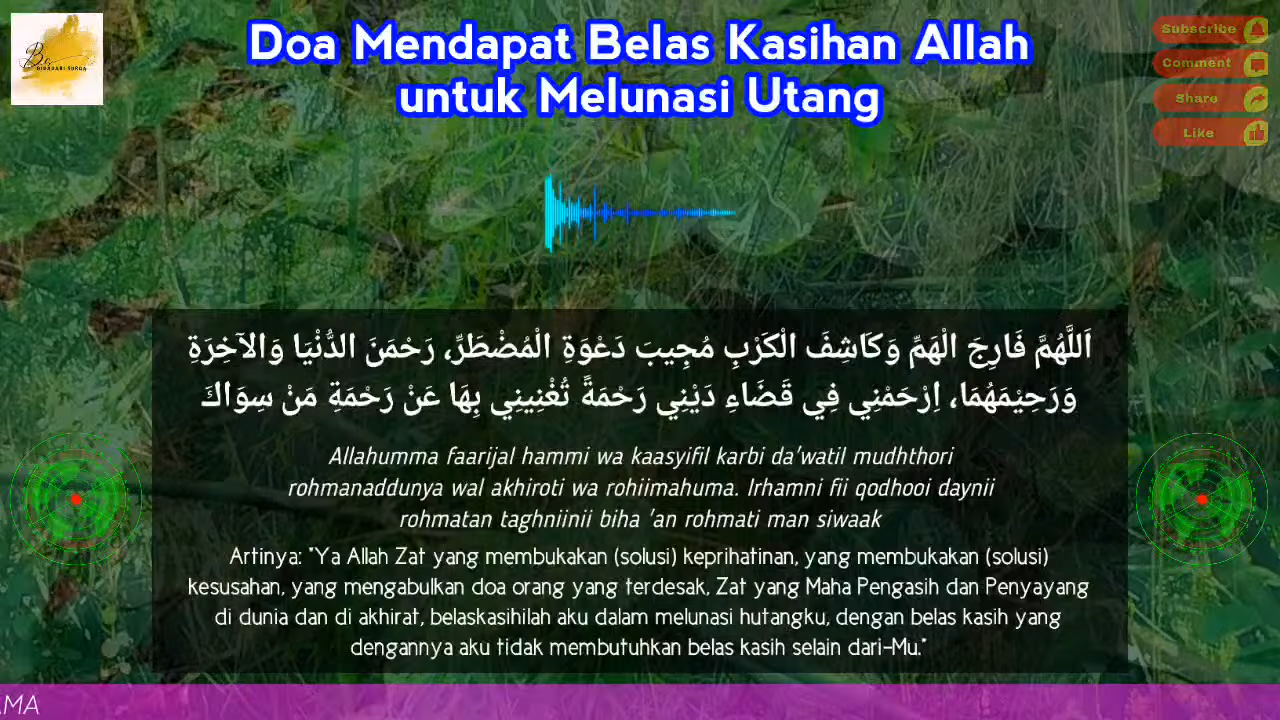 Doa Mendapat Belas Kasihan Allah
untuk Melunasi Utang
Subscribe
Comment
Share
Like
اَللَّهُمَّ فَارِجَ الْهَمِّ وَكَاشِفَ الْكَرْبِ مُجِيبَ دَعْوَةِ الْمُضْطَرِّ، رَحْمَنَ الدُّنْيَا وَالآخِرَةِ
وَرَحِيْمَهُمَا، اِرْحَمْنِي فِي قَضَاءِ دَيْنِي رَحْمَةً تُغْنِينِي بِهَا عَنْ رَحْمَةِ مَنْ سِوَاكَ
Allahumma faarijal hammi wa kaasyifil karbi da'watil mudhthori
rohmanaddunya wal akhiroti wa rohiimahuma. Irhamni fii qodhooi daynii
rohmatan taghniinii biha 'an rohmati man siwaak
Artinya: "Ya Allah Zat yang membukakan (solusi) keprihatinan, yang membukakan (solusi)
kesusahan, yang mengabulkan doa orang yang terdesak, Zat yang Maha Pengasih dan Penyayang
di dunia dan di akhirat, belaskasihilah aku dalam melunasi hutangku, dengan belas kasih yang
dengannya aku tidak membutuhkan belas kasih selain dari-Mu."